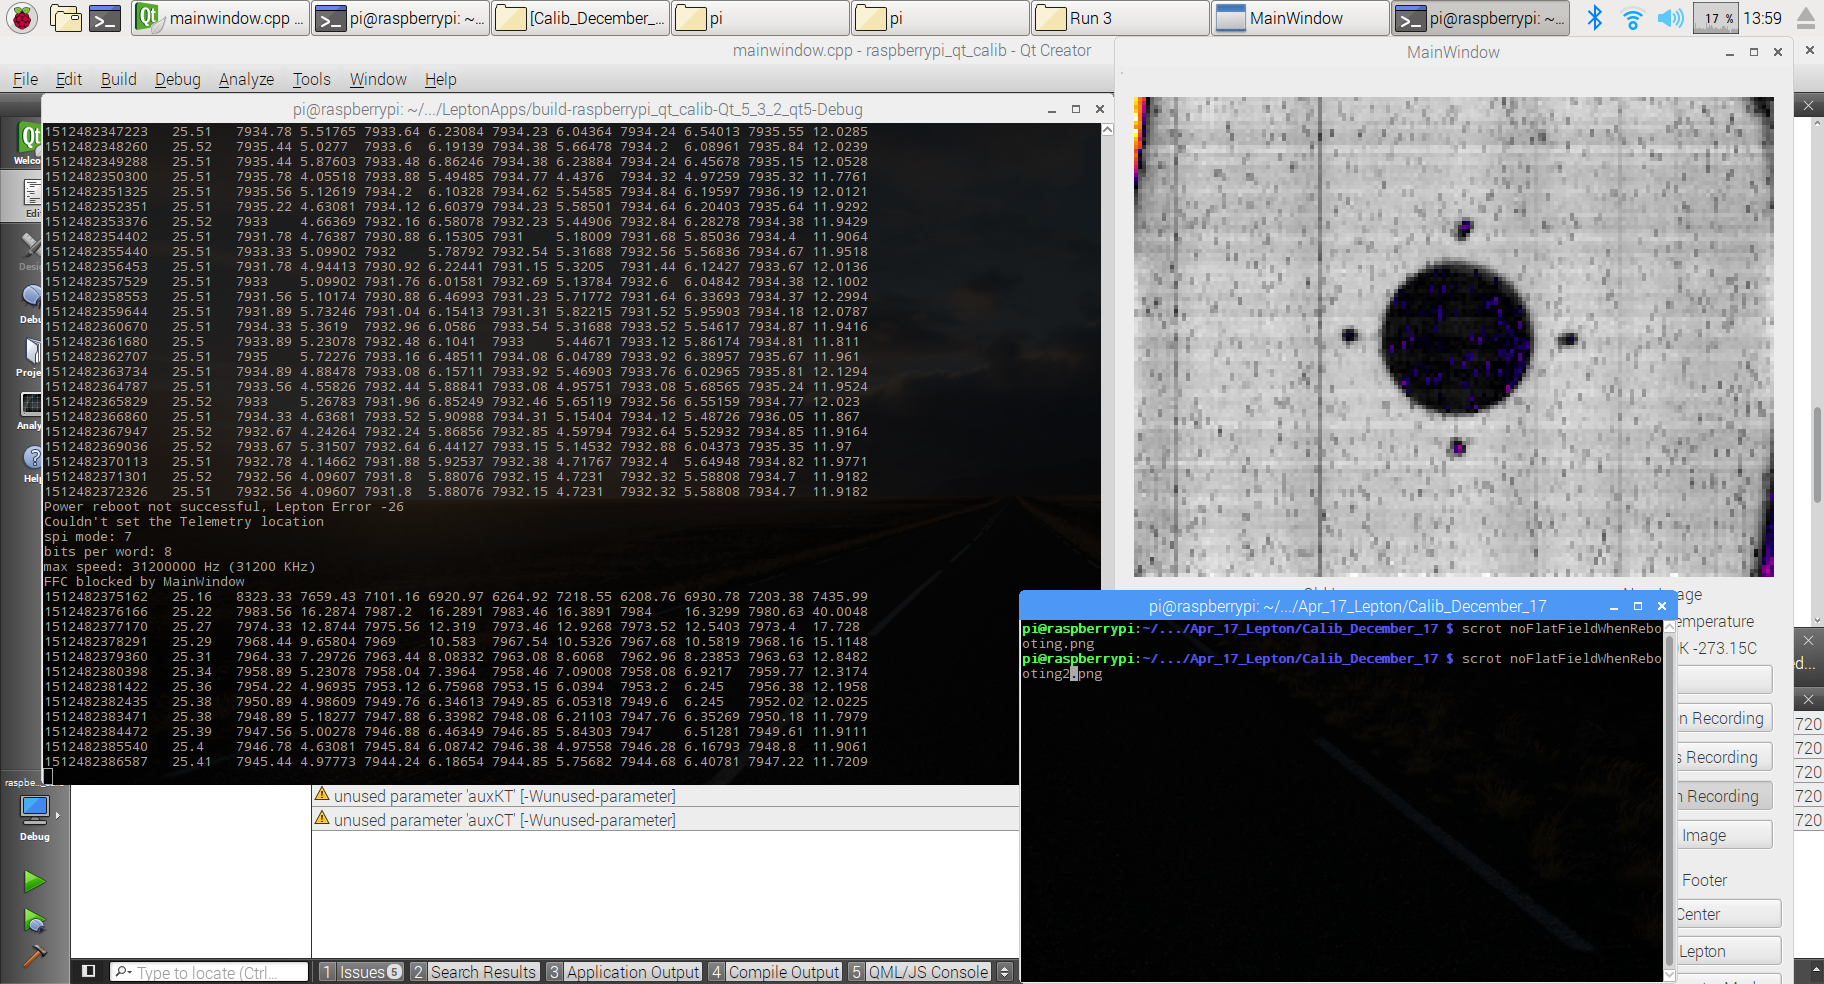 mainwindow.cpp ... pi@raspberrypi: ~... [Calib_December_... pi pi Run 3 MainWindow pi@raspberrypi: ~... 17 % 13:59
mainwindow.cpp - raspberrypi_qt_calib - Qt Creator
MainWindow
File Edit Build Debug Analyze Tools Window Help
pi@raspberrypi: ~/.../LeptonApps/build-raspberrypi_qt_calib-Qt_5_3_2_qt5-Debug
1512482347223 25.51 7934.78 5.51765 7933.64 6.23084 7934.23 6.04364 7934.24 6.54013 7935.55 12.0285
1512482348260 25.52 7935.44 5.0277 7933.6 6.19139 7934.38 5.66478 7934.2 6.08961 7935.84 12.0239
1512482349288 25.51 7935.44 5.87603 7933.48 6.86246 7934.38 6.23884 7934.24 6.45678 7935.15 12.0528
1512482350300 25.51 7935.78 4.05518 7933.88 5.49485 7934.77 4.4376 7934.32 4.97259 7935.32 11.7761
1512482351325 25.51 7935.56 5.12619 7934.2 6.10328 7934.62 5.54585 7934.84 6.19597 7936.19 12.0121
1512482352351 25.51 7935.22 4.63081 7934.12 6.60379 7934.23 5.58501 7934.64 6.20403 7935.64 11.9292
1512482353376 25.52 7933 4.66369 7932.16 6.58078 7932.23 5.44906 7932.84 6.28278 7934.38 11.9429
1512482354402 25.51 7931.78 4.76387 7930.88 6.15305 7931 5.18009 7931.68 5.85036 7934.4 11.9064
1512482355440 25.51 7933.33 5.09902 7932 5.78792 7932.54 5.31688 7932.56 5.56836 7934.67 11.9518
1512482356453 25.51 7931.78 4.94413 7930.92 6.22441 7931.15 5.3205 7931.44 6.12427 7933.67 12.0136
1512482357529 25.51 7933 5.09902 7931.76 6.01581 7932.69 5.13784 7932.6 6.04842 7934.38 12.1002
1512482358553 25.51 7931.56 5.10174 7930.88 6.46993 7931.23 5.71772 7931.64 6.33693 7934.37 12.2994
1512482359644 25.51 7931.89 5.73246 7931.04 6.15413 7931.31 5.82215 7931.52 5.95903 7934.18 12.0787
1512482360670 25.51 7934.33 5.3619 7932.96 6.0586 7933.54 5.31688 7933.52 5.54617 7934.87 11.9416
1512482361680 25.5 7933.89 5.23078 7932.48 6.1041 7933 5.44671 7933.12 5.86174 7934.81 11.811
1512482362707 25.51 7935 5.72276 7933.16 6.48511 7934.08 6.04789 7933.92 6.38957 7935.67 11.961
1512482363734 25.51 7934.89 4.88478 7933.08 6.15711 7933.92 5.46903 7933.76 6.02965 7935.81 12.1294
1512482364787 25.51 7933.56 4.55826 7932.44 5.88841 7933.08 4.95751 7933.08 5.68565 7935.24 11.9524
1512482365829 25.52 7933 5.26783 7931.96 6.85249 7932.46 5.65119 7932.56 6.55159 7934.77 12.023
1512482366860 25.51 7934.33 4.63681 7933.52 5.90988 7934.31 5.15404 7934.12 5.48726 7936.05 11.867
1512482367947 25.52 7932.67 4.24264 7932.24 5.86856 7932.85 4.59794 7932.64 5.52932 7934.85 11.9164
1512482369036 25.52 7933.67 5.31507 7932.64 6.44127 7933.15 5.14532 7932.88 6.04373 7935.35 11.97
1512482370113 25.51 7932.78 4.14662 7931.88 5.92537 7932.38 4.71767 7932.4 5.64948 7934.82 11.9771
1512482371301 25.52 7932.56 4.09607 7931.8 5.88076 7932.15 4.7231 7932.32 5.58808 7934.7 11.9182
1512482372326 25.51 7932.56 4.09607 7931.8 5.88076 7932.15 4.7231 7932.32 5.58808 7934.7 11.9182
Power reboot not successful, Lepton Error -26
Couldn't set the Telemetry location
spi mode: 7
bits per word: 8
max speed: 31200000 Hz (31200 KHz)
FFC blocked by MainWindow
1512482375162 25.16 8323.33 7659.43 7101.16 6920.97 6264.92 7218.55 6208.76 6930.78 7203.38 7435.99
1512482376166 25.22 7983.56 16.2874 7987.2 16.2891 7983.46 16.3891 7984 16.3299 7980.63 40.0048
1512482377170 25.27 7974.33 12.8744 7975.56 12.319 7973.46 12.9268 7973.52 12.5403 7973.4 17.728
1512482378291 25.29 7968.44 9.65804 7969 10.583 7967.54 10.5326 7967.68 10.5819 7968.16 15.1148
1512482379360 25.31 7964.33 7.29726 7963.44 8.08332 7963.08 8.6068 7962.96 8.23853 7963.63 12.8482
1512482380398 25.34 7958.89 5.23078 7958.04 7.3964 7958.46 7.09008 7958.08 6.9217 7959.77 12.3174
1512482381422 25.36 7954.22 4.96935 7953.12 6.75968 7953.15 6.0394 7953.2 6.245 7956.38 12.1958
1512482382435 25.38 7950.89 4.98609 7949.76 6.34613 7949.85 6.05318 7949.6 6.245 7952.02 12.0225
1512482383471 25.38 7948.89 5.18277 7947.88 6.33982 7948.08 6.21103 7947.76 6.35269 7950.18 11.7979
1512482384472 25.39 7947.56 5.00278 7946.88 6.46349 7946.85 5.84303 7947 6.51281 7949.61 11.9111
1512482385540 25.4 7946.78 4.63081 7945.84 6.08742 7946.38 4.97558 7946.28 6.16793 7948.8 11.9061
1512482386587 25.41 7945.44 4.97773 7944.24 6.18654 7944.85 5.75682 7944.68 6.40781 7947.22 11.7209
Welco
Edi
Desi
Debu
Proje
Analy
Help
raspbe...
Debug
unused parameter 'auxKT' [-Wunused-parameter]
unused parameter 'auxCT' [-Wunused-parameter]
pi@raspberrypi: ~/.../Apr_17_Lepton/Calib_December_17
pi@raspberrypi:~/.../Apr_17_Lepton/Calib_December_17 $ scrot noFlatFieldWhenRebo
oting.png
pi@raspberrypi:~/.../Apr_17_Lepton/Calib_December_17 $ scrot noFlatFieldWhenRebo
oting2.png
age
emperature
K -273.15C
ed...
n Recording
s Recording
n Recording
Image
Footer
Center
Lepton
720
720
720
720
720
Type to locate (Ctrl... 1 Issues 5 2 Search Results 3 Application Output 4 Compile Output 5 QML/JS Console